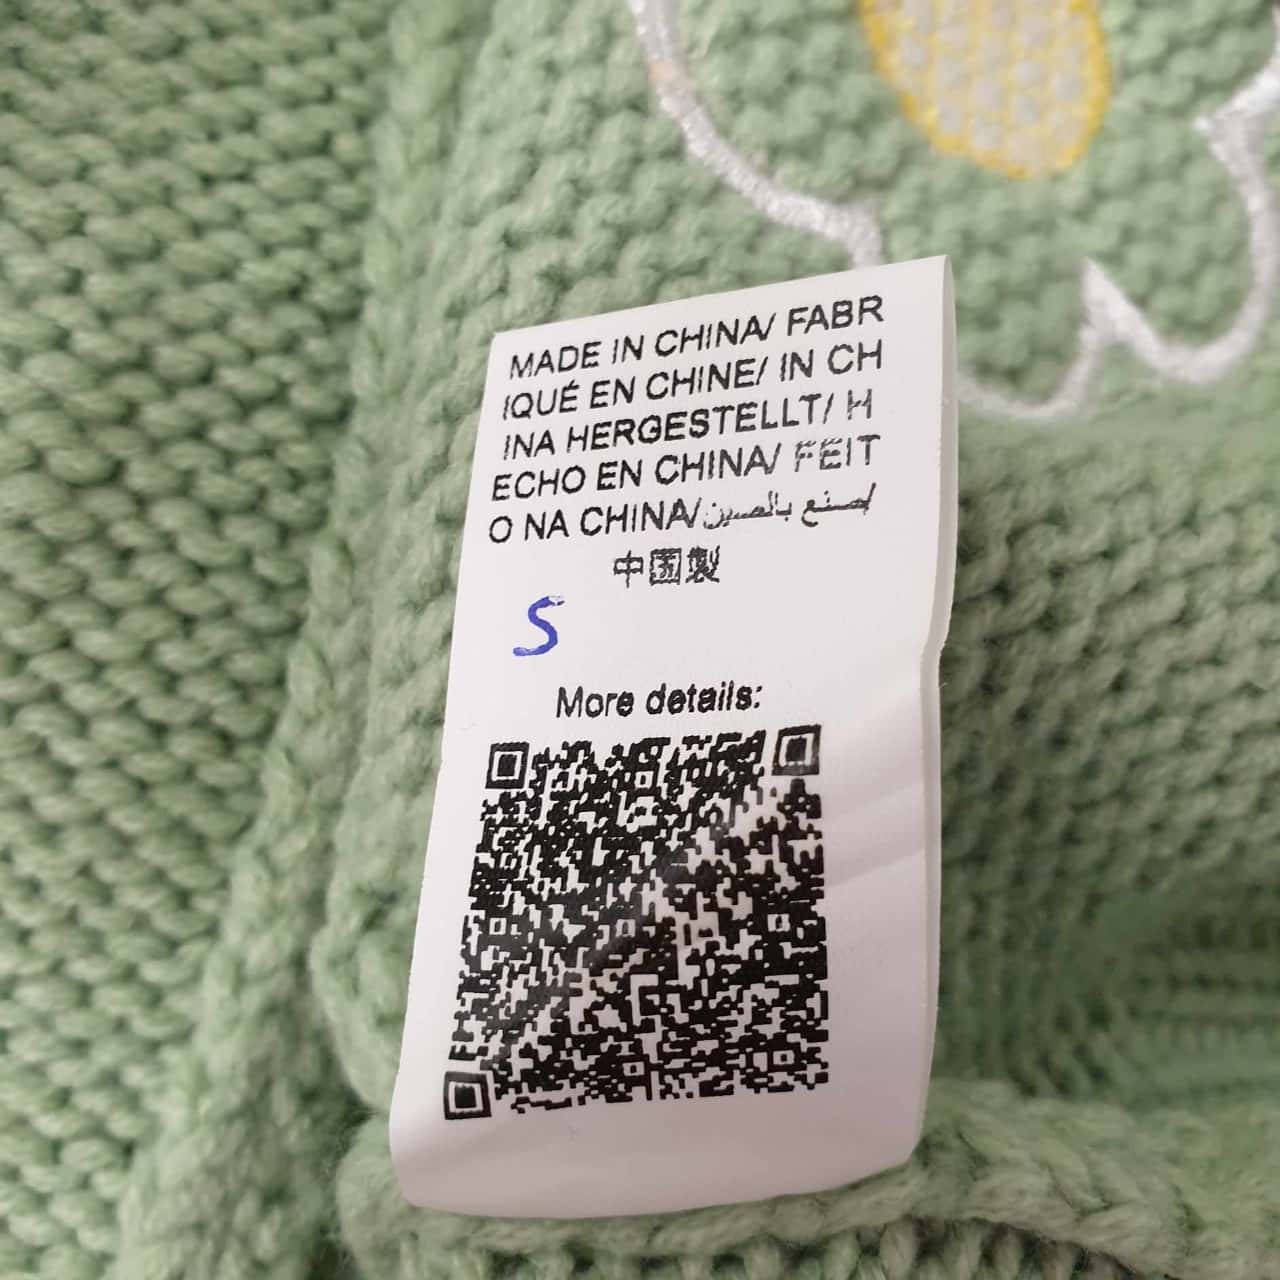 MADE IN CHINA/ FABR
IQUÉ EN CHINE/ IN CH
INA HERGESTELLT/ H
ECHO EN CHINA/ FEIT
O NA CHINA/صنع بالصين/
中国製
S
More details: